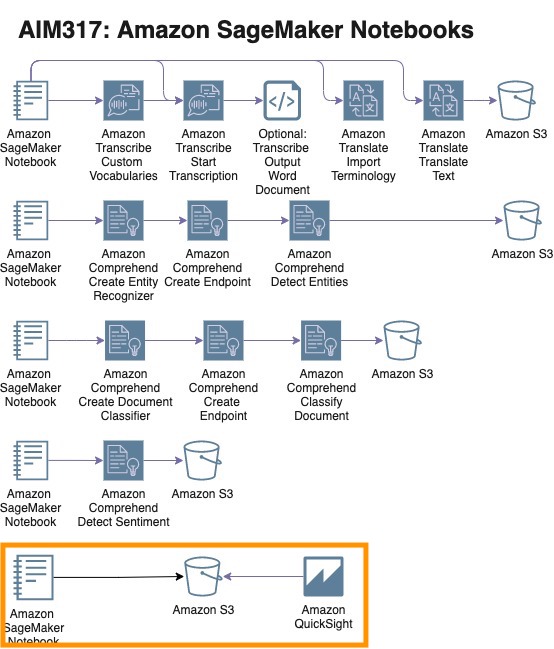 AIM317: Amazon SageMaker Notebooks
Amazon
SageMaker
Notebook
Amazon
Transcribe
Custom
Vocabularies
Amazon
Transcribe
Start
Transcription
Optional:
Transcribe
Output
Word
Document
Amazon
Translate
Import
Terminology
Amazon
Translate
Translate
Text
Amazon S3
Amazon
SageMaker
Notebook
Amazon
Comprehend
Create Entity
Recognizer
Amazon
Comprehend
Create Endpoint
Amazon
Comprehend
Detect Entities
Amazon S3
Amazon
SageMaker
Notebook
Amazon
Comprehend
Create Document
Classifier
Amazon
Comprehend
Create
Endpoint
Amazon
Comprehend
Classify
Document
Amazon S3
Amazon
SageMaker
Notebook
Amazon
Comprehend
Detect Sentiment
Amazon S3
Amazon
SageMaker
Notebook
Amazon S3
Amazon
QuickSight